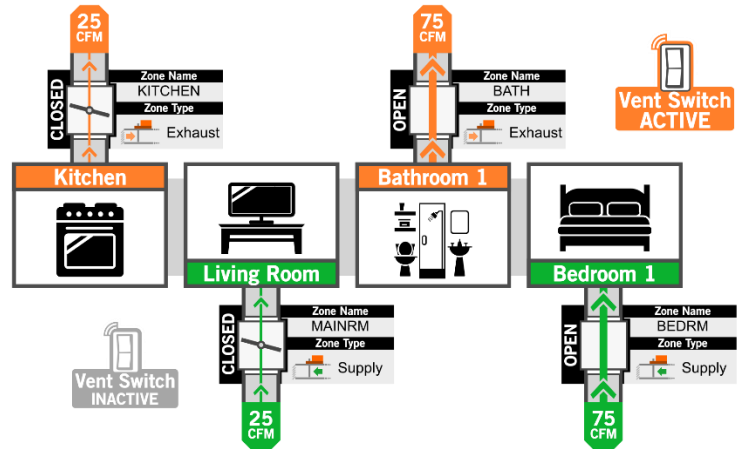 25
CFM
CLOSED
Zone Name
KITCHEN
Zone Type
Exhaust
Kitchen
75
CFM
OPEN
Zone Name
BATH
Zone Type
Exhaust
Bathroom 1
Vent Switch
ACTIVE
Living Room
CLOSED
Zone Name
MAINRM
Zone Type
Supply
25
CFM
Bedroom 1
OPEN
Zone Name
BEDRM
Zone Type
Supply
75
CFM
Vent Switch
INACTIVE